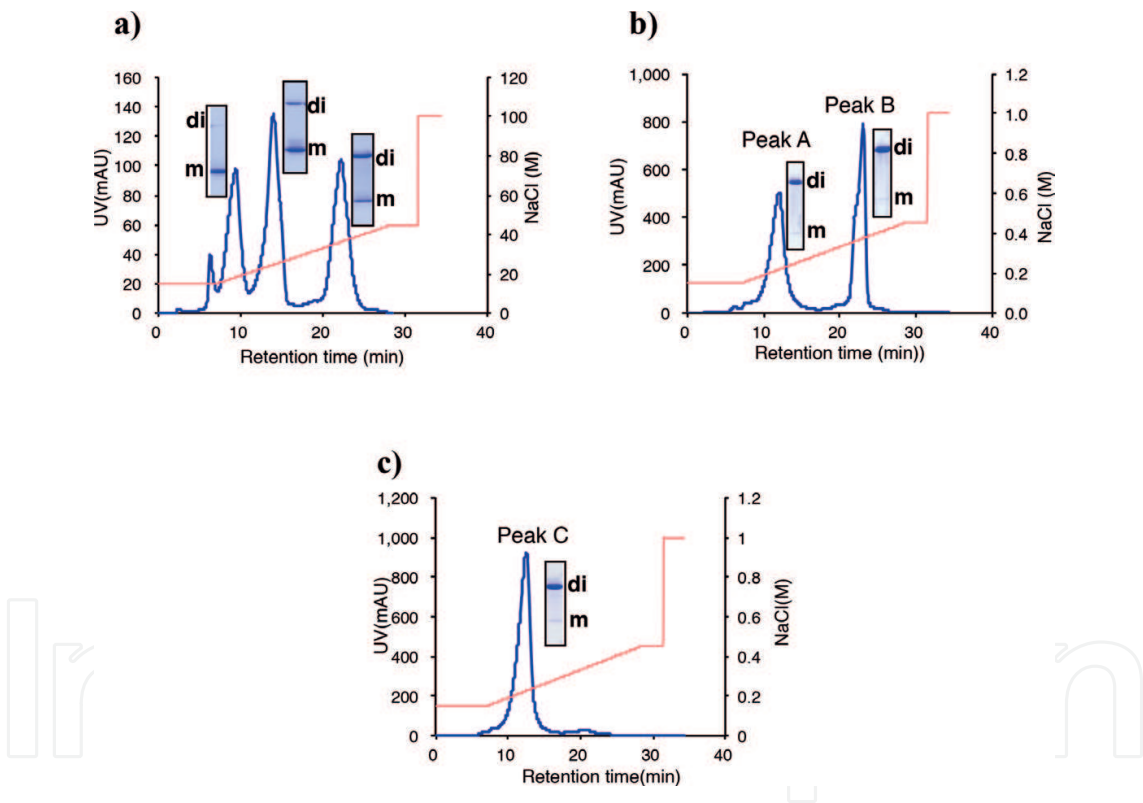 a)
160
140
120
100
80
60
40
20
0
UV(mAU)
120
100
80
60
40
20
0
NaCl (M)
di
m
di
m
di
m
0 10 20 30 40
Retention time (min)
b)
1,000
800
600
400
200
0
UV(mAU)
1.2
1.0
0.8
0.6
0.4
0.2
0.0
NaCl (M)
Peak A
di
m
Peak B
di
m
0 10 20 30 40
Retention time (min))
c)
1,200
1,000
800
600
400
200
0
UV(mAU)
1.2
1
0.8
0.6
0.4
0.2
0
NaCl(M)
Peak C
di
m
0 10 20 30 40
Retention time(min)